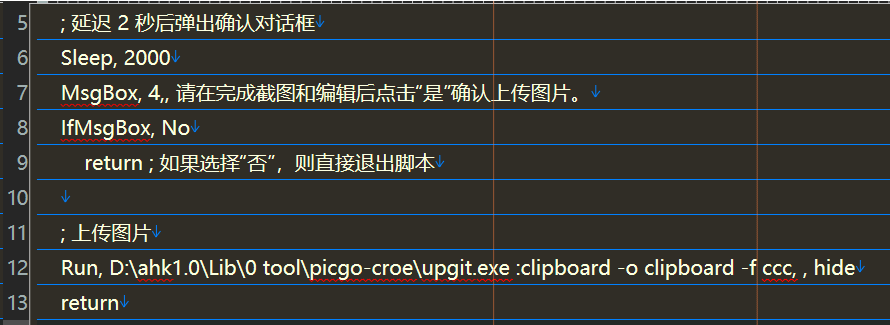 5 ; 延迟 2 秒后弹出确认对话框↓
6 Sleep, 2000↓
7 MsgBox, 4,, 请在完成截图和编辑后点击“是”确认上传图片。↓
8 IfMsgBox, No↓
9 return ; 如果选择“否”，则直接退出脚本↓
10 ↓
11 ; 上传图片↓
12 Run, D:\ahk1.0\Lib\0 tool\picgo-croe\upgit.exe :clipboard -o clipboard -f ccc, , hide↓
13 return↓